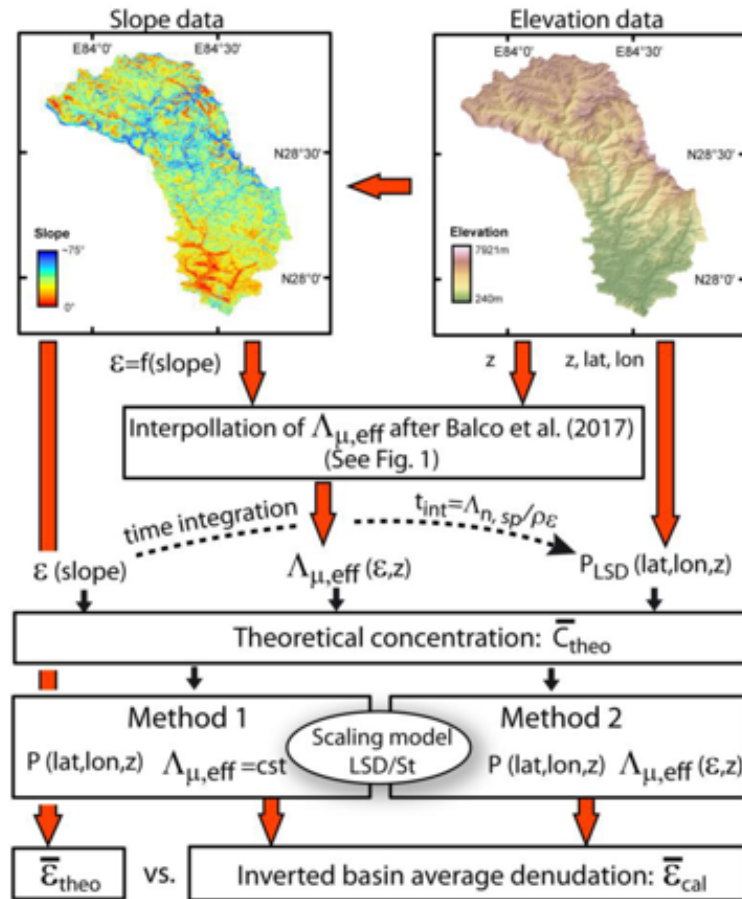 Slope data
Elevation data
E84°0'
E84°30'
N28°30'
N28°0'
Slope
~75°
0°
E84°0'
E84°30'
N28°30'
N28°0'
Elevation
7921m
240m
ε=f(slope)
z
z, lat, lon
Interpollation of Λμ,eff after Balco et al. (2017)
(See Fig. 1)
time integration
tint=Λn, sp/ρε
ε (slope)
Λμ,eff (ε,z)
PLSD (lat,lon,z)
Theoretical concentration: C̅theo
Method 1
P (lat,lon,z) Λμ,eff =cst
Scaling model
LSD/St
Method 2
P (lat,lon,z) Λμ,eff (ε,z)
ε̅theo
vs.
Inverted basin average denudation: ε̅cal